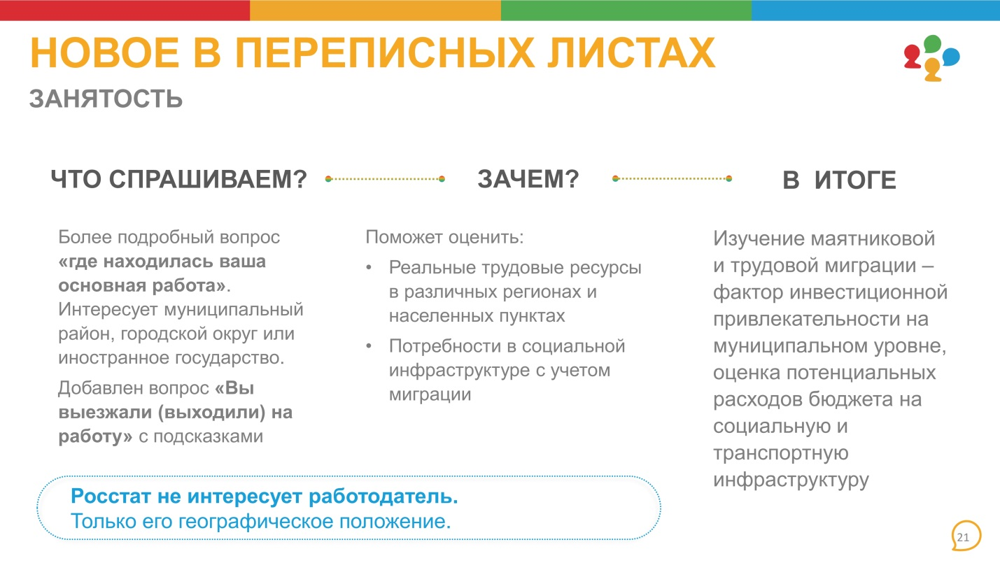 НОВОЕ В ПЕРЕПИСНЫХ ЛИСТАХ
ЗАНЯТОСТЬ
ЧТО СПРАШИВАЕМ?
Более подробный вопрос
«где находилась ваша
основная работа».
Интересует муниципальный
район, городской округ или
иностранное государство.
Добавлен вопрос «Вы
выезжали (выходили) на
работу» с подсказками
ЗАЧЕМ?
Поможет оценить:
• Реальные трудовые ресурсы
в различных регионах и
населенных пунктах
• Потребности в социальной
инфраструктуре с учетом
миграции
В ИТОГЕ
Изучение маятниковой
и трудовой миграции –
фактор инвестиционной
привлекательности на
муниципальном уровне,
оценка потенциальных
расходов бюджета на
социальную и
транспортную
инфраструктуру
Росстат не интересует работодатель.
Только его географическое положение.
21